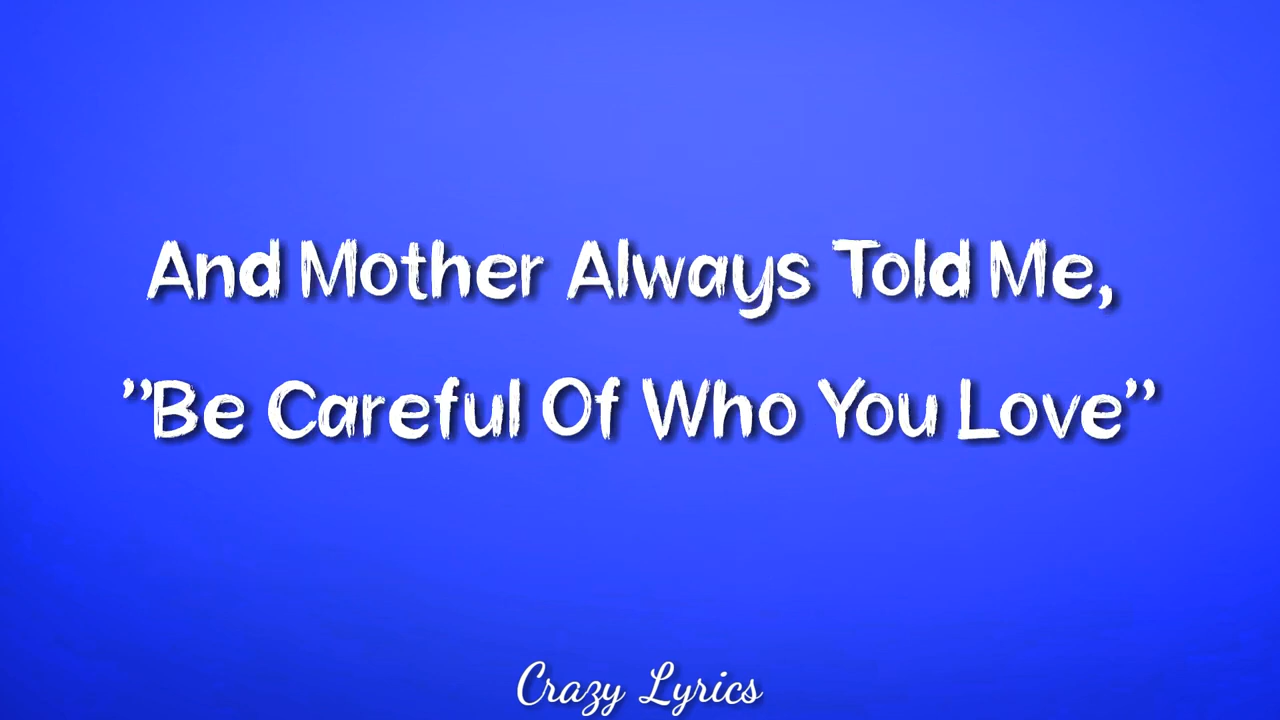 And Mother Always Told Me,
”Be Careful Of Who You Love”
Crazy Lyrics